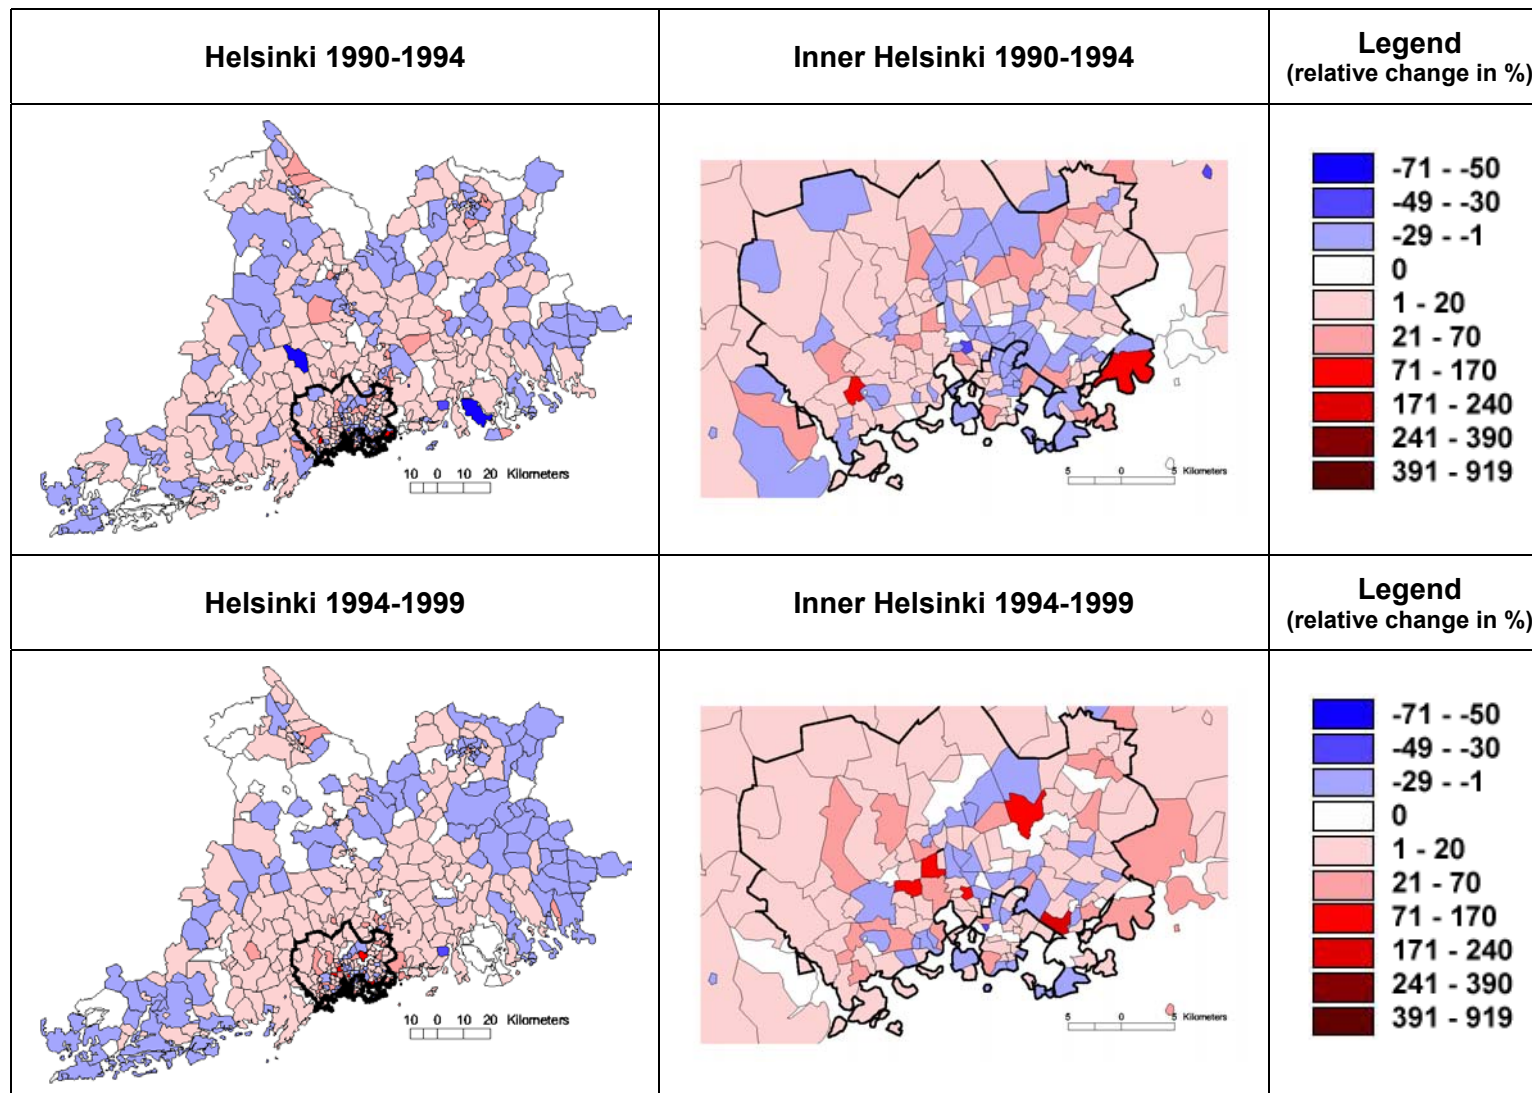 Helsinki 1990-1994
Inner Helsinki 1990-1994
Legend
(relative change in %)
10 0 10 20 Kilometers
5 0 5 Kilometers
-71 - -50
-49 - -30
-29 - -1
0
1 - 20
21 - 70
71 - 170
171 - 240
241 - 390
391 - 919
Helsinki 1994-1999
Inner Helsinki 1994-1999
Legend
(relative change in %)
10 0 10 20 Kilometers
5 0 5 Kilometers
-71 - -50
-49 - -30
-29 - -1
0
1 - 20
21 - 70
71 - 170
171 - 240
241 - 390
391 - 919